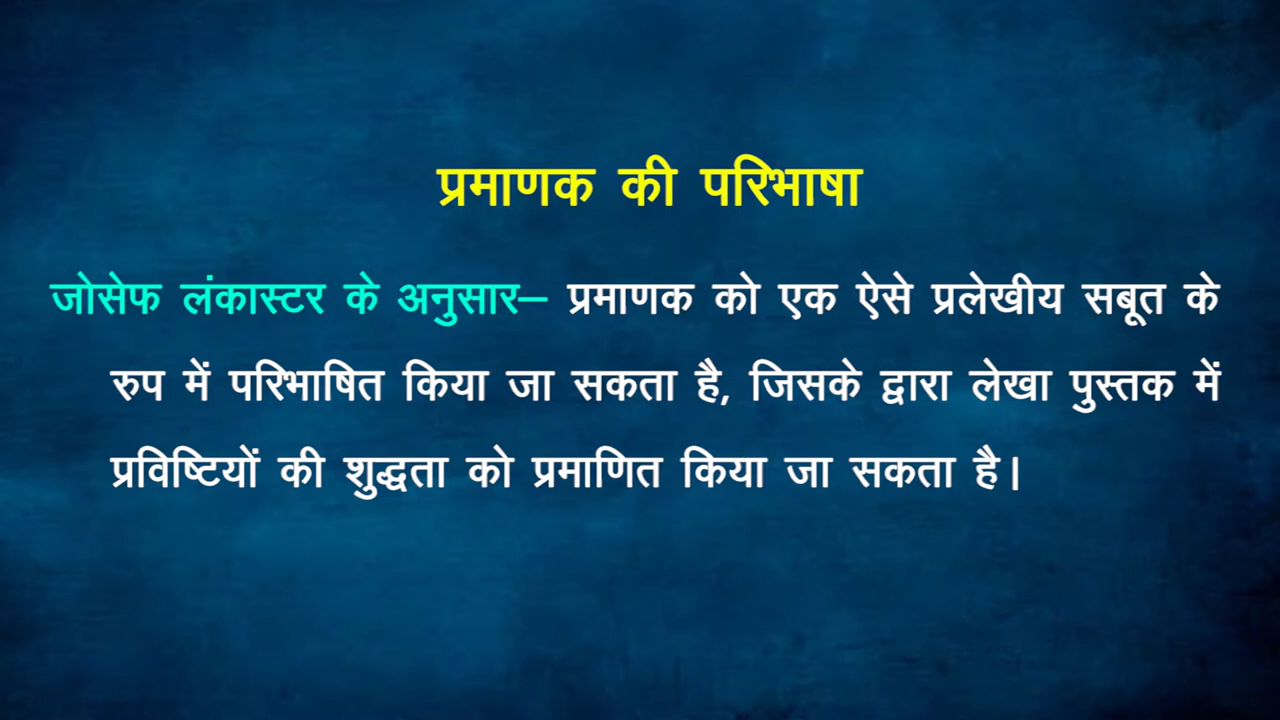 प्रमाणक की परिभाषा
जोसेफ लंकास्टर के अनुसार– प्रमाणक को एक ऐसे प्रलेखीय सबूत के
रुप में परिभाषित किया जा सकता है, जिसके द्वारा लेखा पुस्तक में
प्रविष्टियों की शुद्धता को प्रमाणित किया जा सकता है।